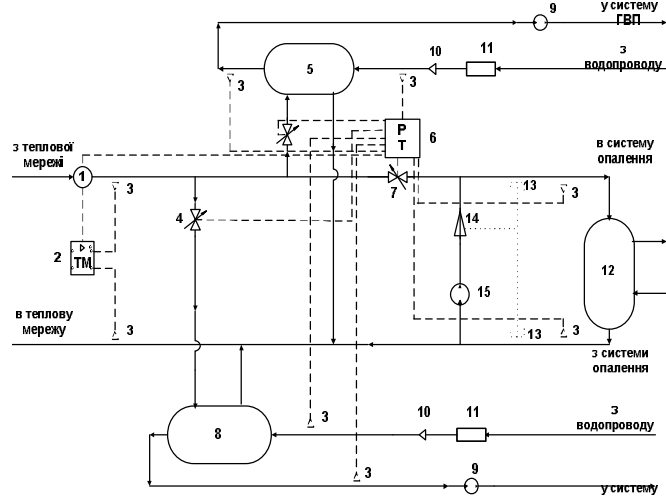 у систему
ГВП
9
з
водопроводу
10
11
5
3
3
Р
Т
6
в систему
опалення
з теплової
мережі
1
7
13
3
3
4
14
2
ТМ
15
12
в теплову
мережу
3
13
3
з системи
опалення
З
водопроводу
10
11
3
8
3
9
у систему